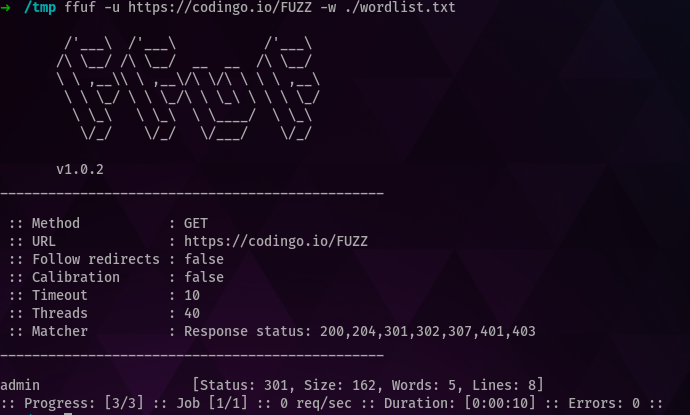 → /tmp ffuf -u https://codingo.io/FUZZ -w ./wordlist.txt
        /'___\  /'___\           /'___\
       /\ \__/ /\ \__/  __  __  /\ \__/
       \ \ ,__\\ \ ,__\/\ \/\ \ \ \ ,__\
        \ \ \_/ \ \ \_/\ \ \_\ \ \ \ \_/
         \ \_\   \ \_\  \ \____/  \ \_\
          \/_/    \/_/   \/___/    \/_/
       v1.0.2
________________________________________________
 :: Method           : GET
 :: URL              : https://codingo.io/FUZZ
 :: Follow redirects : false
 :: Calibration      : false
 :: Timeout          : 10
 :: Threads          : 40
 :: Matcher          : Response status: 200,204,301,302,307,401,403
________________________________________________
admin                   [Status: 301, Size: 162, Words: 5, Lines: 8]
:: Progress: [3/3] :: Job [1/1] :: 0 req/sec :: Duration: [0:00:10] :: Errors: 0 ::